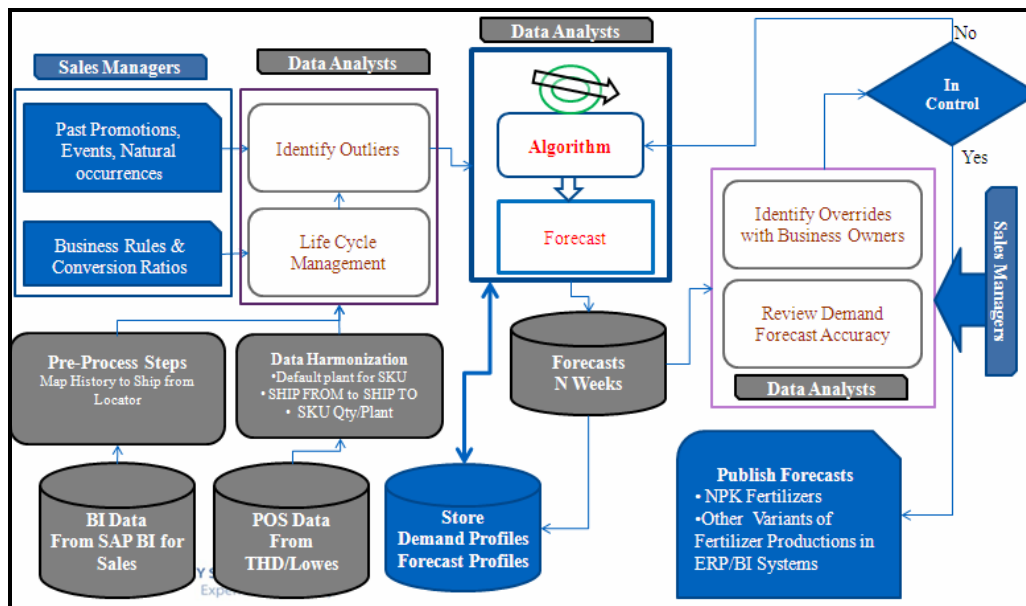 Sales Managers
Past Promotions,
Events, Natural
occurrences
Business Rules &
Conversion Ratios
Data Analysts
Identify Outliers
Life Cycle
Management
Data Analysts
Algorithm
Forecast
No
In
Control
Yes
Identify Overrides
with Business Owners
Review Demand
Forecast Accuracy
Data Analysts
Sales Managers
Pre-Process Steps
Map History to Ship from
Locator
Data Harmonization
•Default plant for SKU
•SHIP FROM to SHIP TO
• SKU Qty/Plant
Forecasts
N Weeks
BI Data
From SAP BI for
Sales
POS Data
From
THD/Lowes
Store
Demand Profiles
Forecast Profiles
Publish Forecasts
• NPK Fertilizers
•Other Variants of
Fertilizer Productions in
ERP/BI Systems